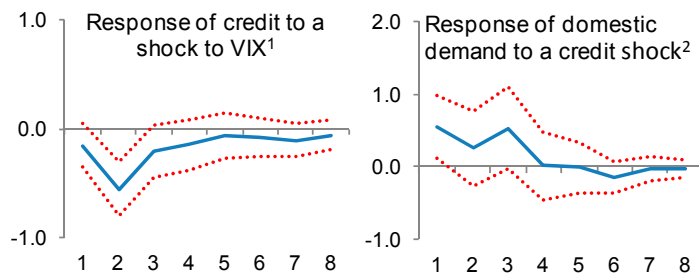 Response of credit to a
shock to VIX1
1.0
0.0
-1.0
1 2 3 4 5 6 7 8
Response of domestic
demand to a credit shock2
2.0
1.0
0.0
-1.0
1 2 3 4 5 6 7 8